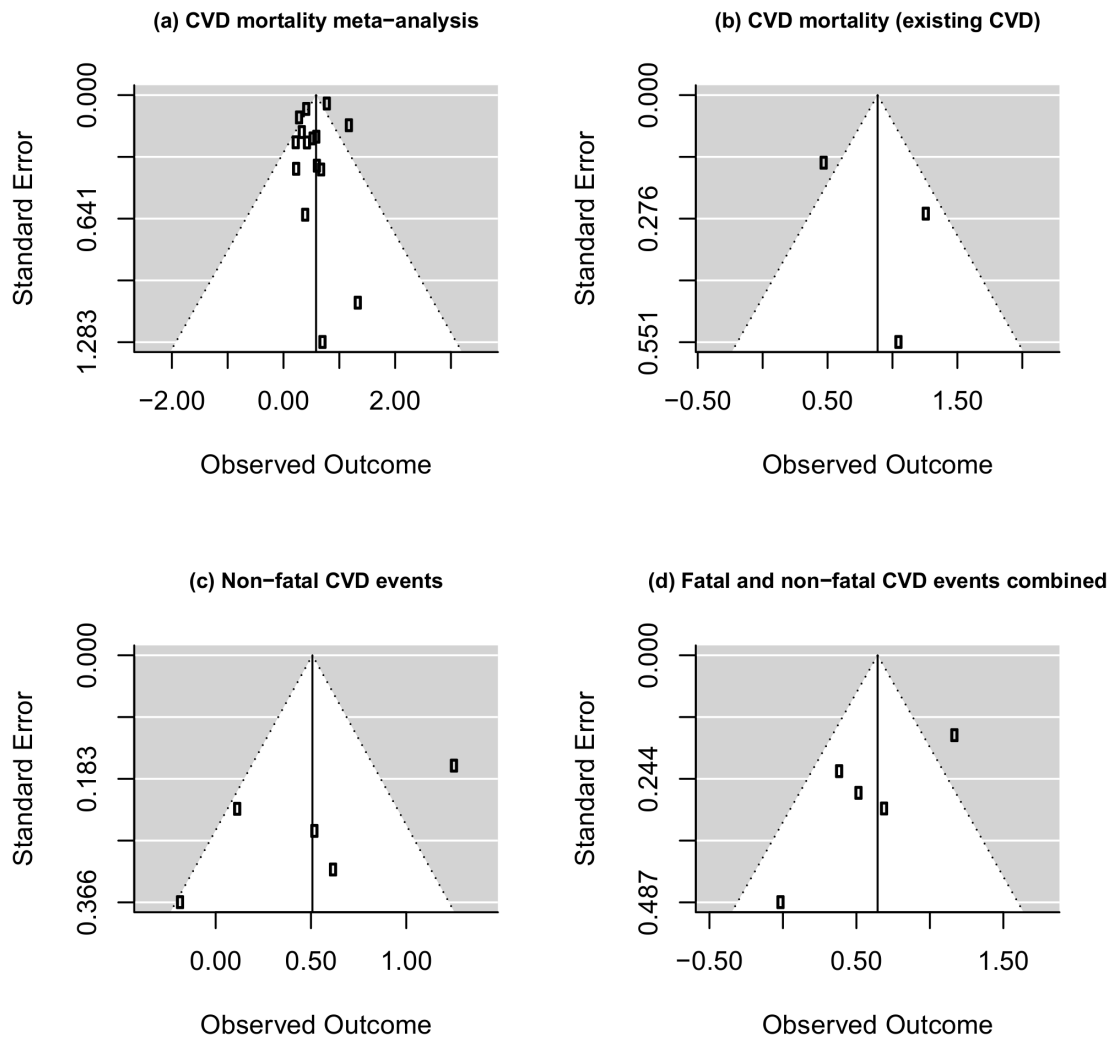 (a) CVD mortality meta−analysis
Standard Error
0.000
0.641
1.283
−2.00 0.00 2.00
Observed Outcome
(b) CVD mortality (existing CVD)
Standard Error
0.000
0.276
0.551
−0.50 0.50 1.50
Observed Outcome
(c) Non−fatal CVD events
Standard Error
0.000
0.183
0.366
0.00 0.50 1.00
Observed Outcome
(d) Fatal and non−fatal CVD events combined
Standard Error
0.000
0.244
0.487
−0.50 0.50 1.50
Observed Outcome